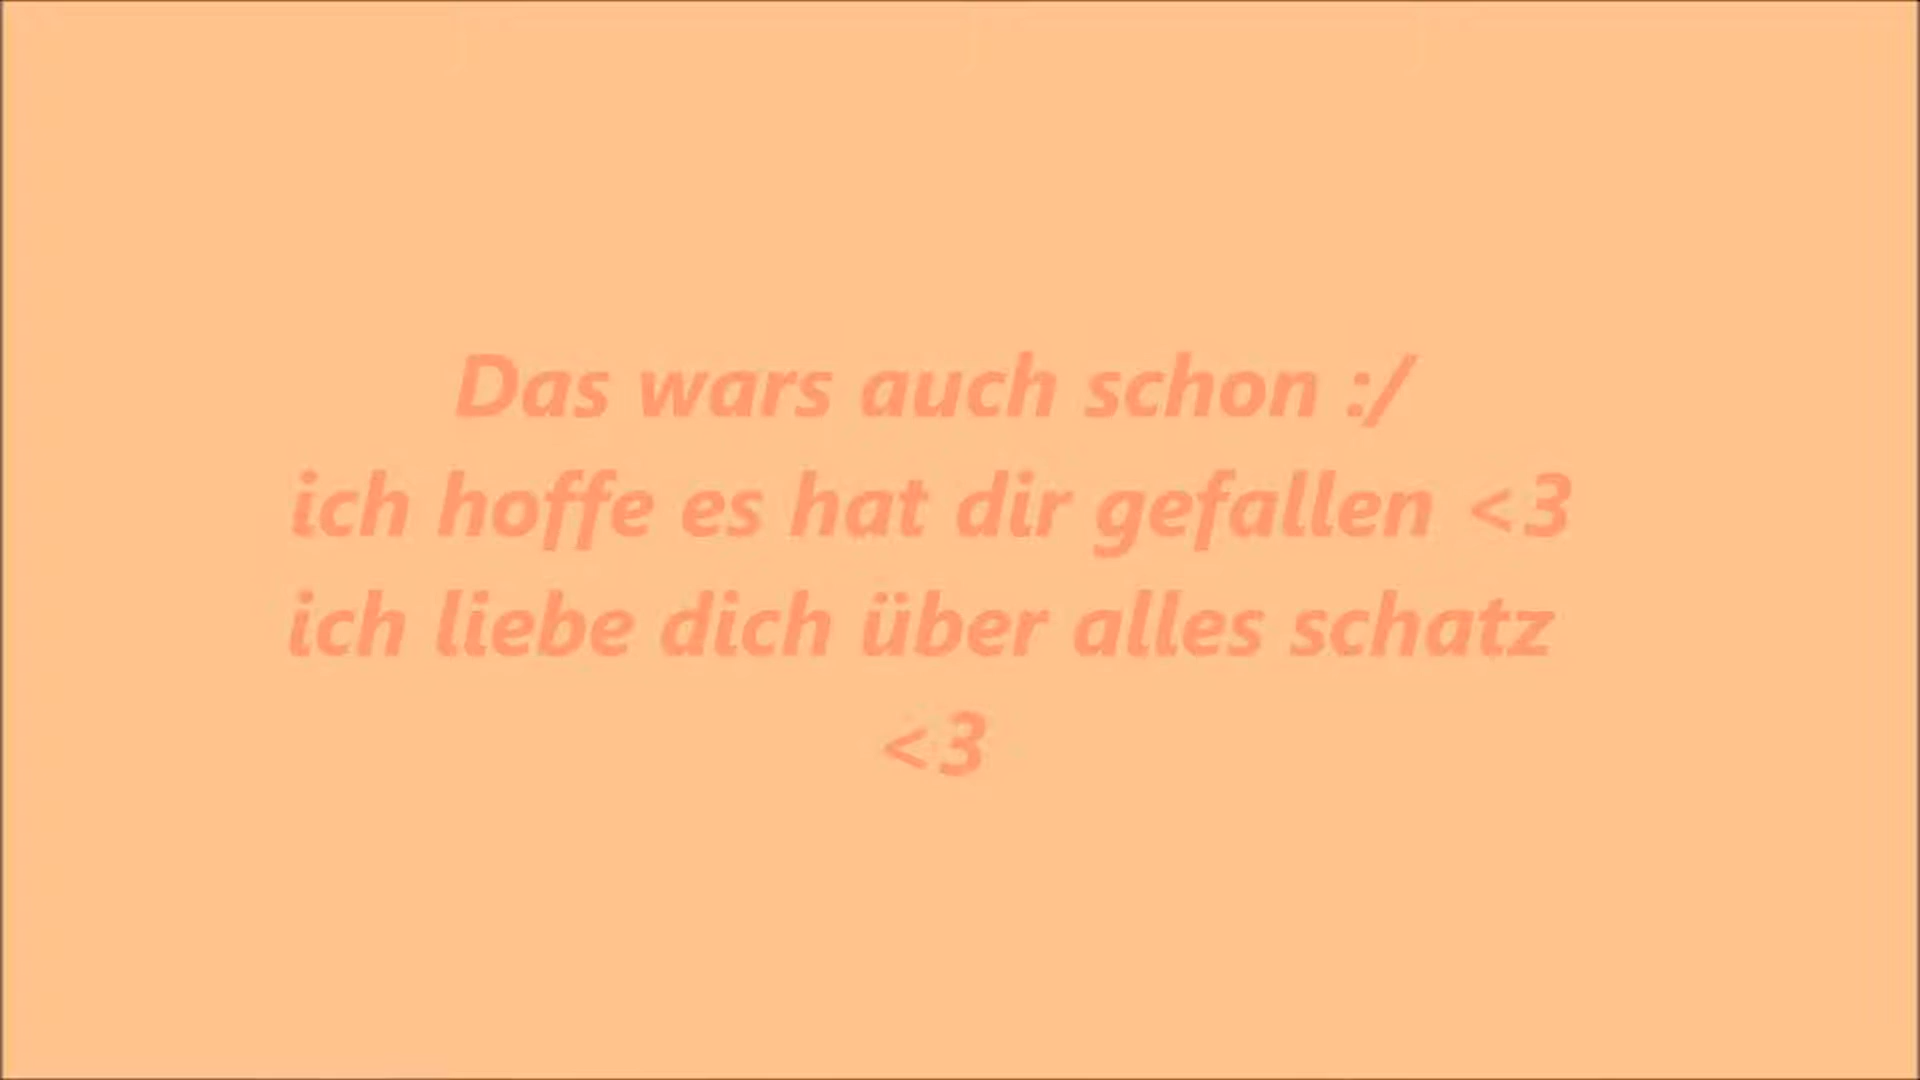 Das wars auch schon :/
ich hoffe es hat dir gefallen <3
ich liebe dich über alles schatz
<3